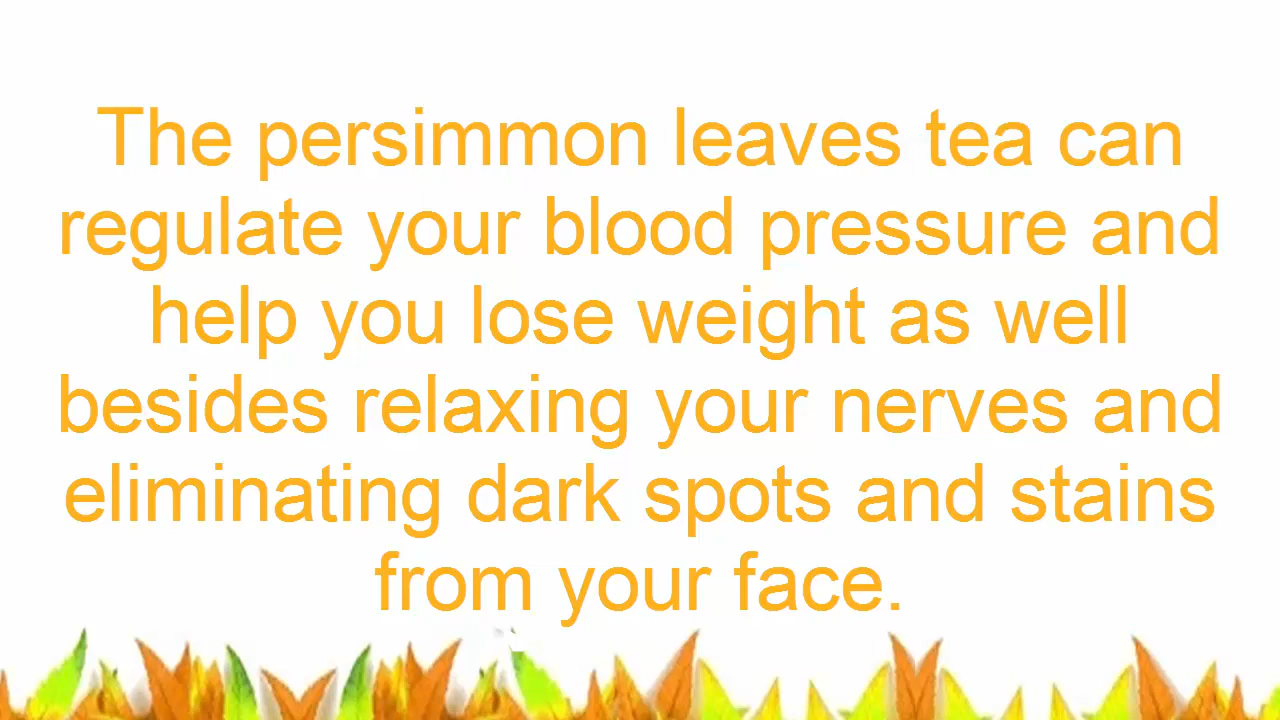 The persimmon leaves tea can
regulate your blood pressure and
help you lose weight as well
besides relaxing your nerves and
eliminating dark spots and stains
from your face.